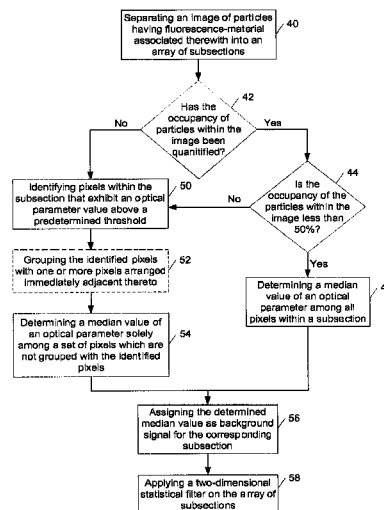 Separating an image of particles
having fluorescence-material
associated therewith into an
array of subsections
40
Has the
occupancy of
particles within
the image
been
quanitified?
42
No
Yes
Identifying pixels within the
subsection that exhibit an optical
parameter value above a
predetermined threshold
50
No
Is the
occupancy of the
particles within the
image less than
50%?
44
Yes
Grouping the identified pixels
with one or more pixels arranged
immediately adjacent thereto
52
Determining a median
value of an optical
parameter among all
pixels within a subsection
4
Determining a median value of
an optical parameter solely
among a set of pixels which are
not grouped with the identified
pixels
54
Assigning the determined
median value as background
signal for the corresponding
subsection
56
Applying a two-dimensional
statistical filter on the array of
subsections
58